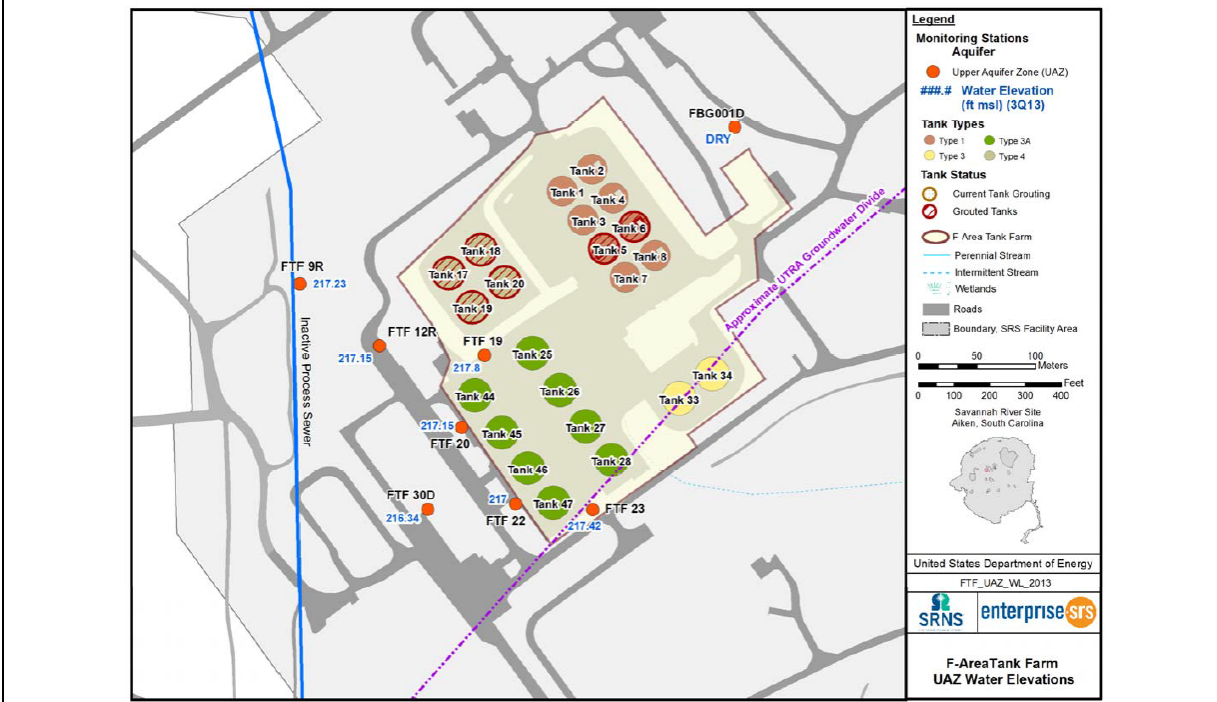 FBG001D
DRY
Tank 2
Tank 1
Tank 4
Tank 3
Tank 6
Tank 5
Tank 8
Tank 7
Approximate UTRA Groundwater Divide
Tank 18
Tank 17
Tank 20
Tank 19
FTF 9R
217.23
Inactive Process Sewer
FTF 12R
217.15
FTF 19
217.8
Tank 25
Tank 34
Tank 33
Tank 44
Tank 26
217.15
FTF 20
Tank 45
Tank 27
Tank 46
Tank 28
FTF 30D
216.34
217
FTF 22
Tank 47
FTF 23
217.42
Legend
Monitoring Stations
Aquifer
Upper Aquifer Zone (UAZ)
###.# Water Elevation
(ft msl) (3Q13)
Tank Types
Type 1 Type 3A
Type 3 Type 4
Tank Status
Current Tank Grouting
Grouted Tanks
F-Area Tank Farm
Perennial Stream
Intermittent Stream
Wetlands
Roads
Boundary, SRS Facility Area
0 50 100
Meters
Feet
0 100 200 300 400
Savannah River Site
Aiken, South Carolina
United States Department of Energy
FTF_UAZ_WL_2013
SRNS enterprise·srs
F-AreaTank Farm
UAZ Water Elevations